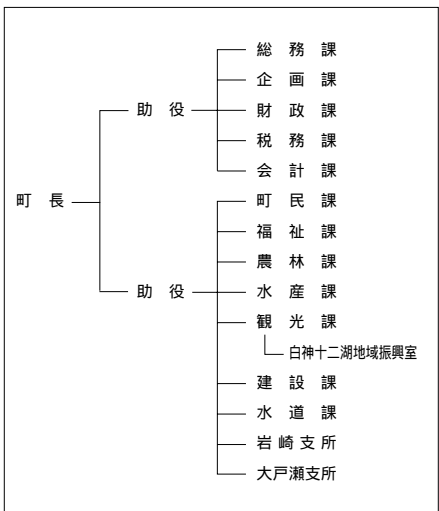 総務課
企画課
助役
財政課
税務課
会計課
町長
町民課
福祉課
農林課
助役
水産課
観光課
白神十二湖地域振興室
建設課
水道課
岩崎支所
大戸瀬支所